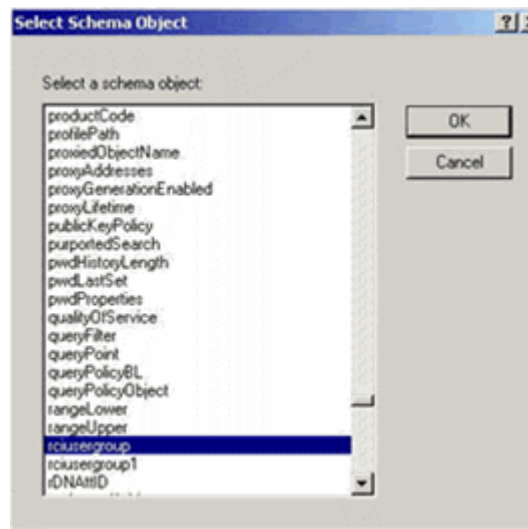 Select Schema Object
?
Select a schema object:
productCode
profilePath
proxiedObjectName
proxyAddresses
proxyGenerationEnabled
proxyLifetime
publicKeyPolicy
purportedSearch
pwdHistoryLength
pwdLastSet
pwdProperties
qualityOfService
queryFilter
queryPoint
queryPolicyBL
queryPolicyObject
rangeLower
rangeUpper
rciusergroup
rciusergroup1
rDNAttID
OK
Cancel